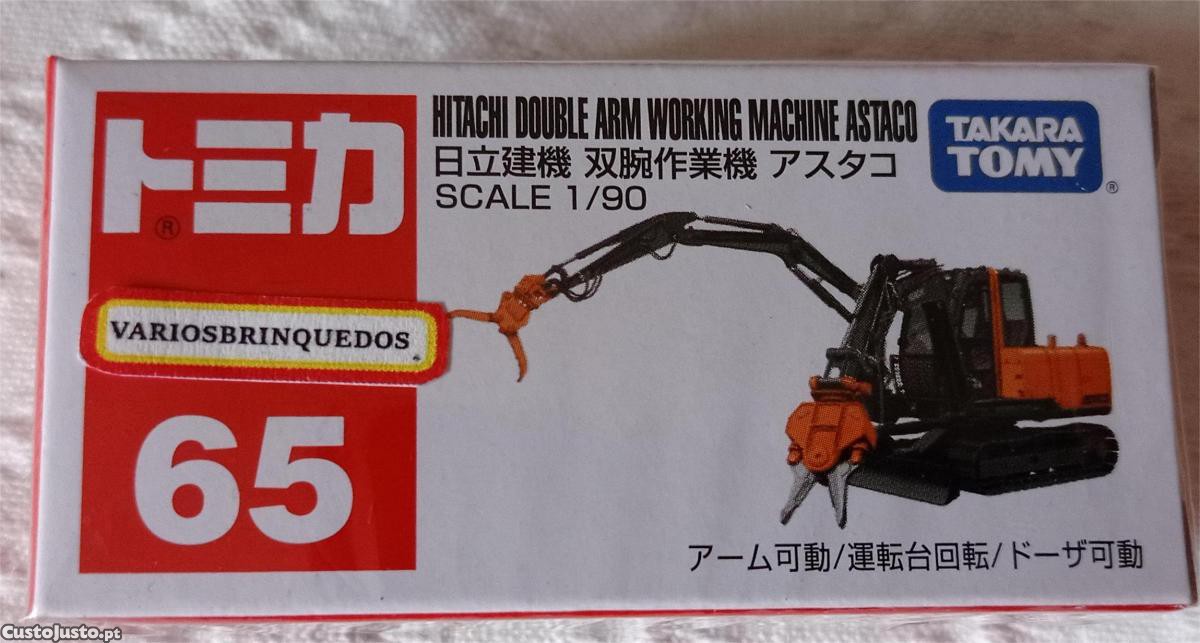 トミカ
®
VARIOSBRINQUEDOS
65
HITACHI DOUBLE ARM WORKING MACHINE ASTACO
日立建機 双腕作業機 アスタコ
SCALE 1/90
TAKARA
TOMY
®
アーム可動/運転台回転/ドーザ可動
CustoJusto.pt